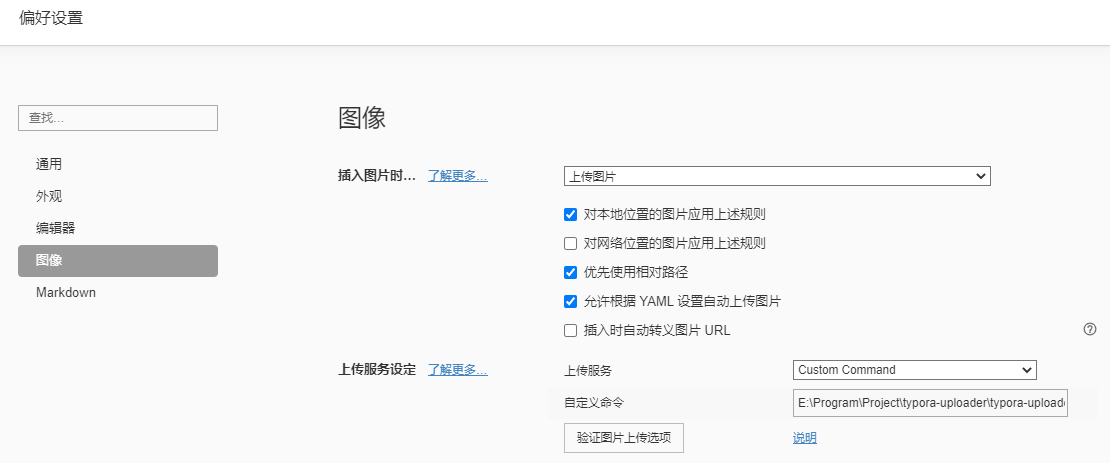 偏好设置
查找...
通用
外观
编辑器
图像
Markdown
图像
插入图片时... 了解更多... 上传图片
对本地位置的图片应用上述规则
对网络位置的图片应用上述规则
优先使用相对路径
允许根据 YAML 设置自动上传图片
插入时自动转义图片 URL
上传服务设定 了解更多... 上传服务 Custom Command
自定义命令 E:\Program\Project\typora-uploader\typora-uploade
验证图片上传选项 说明